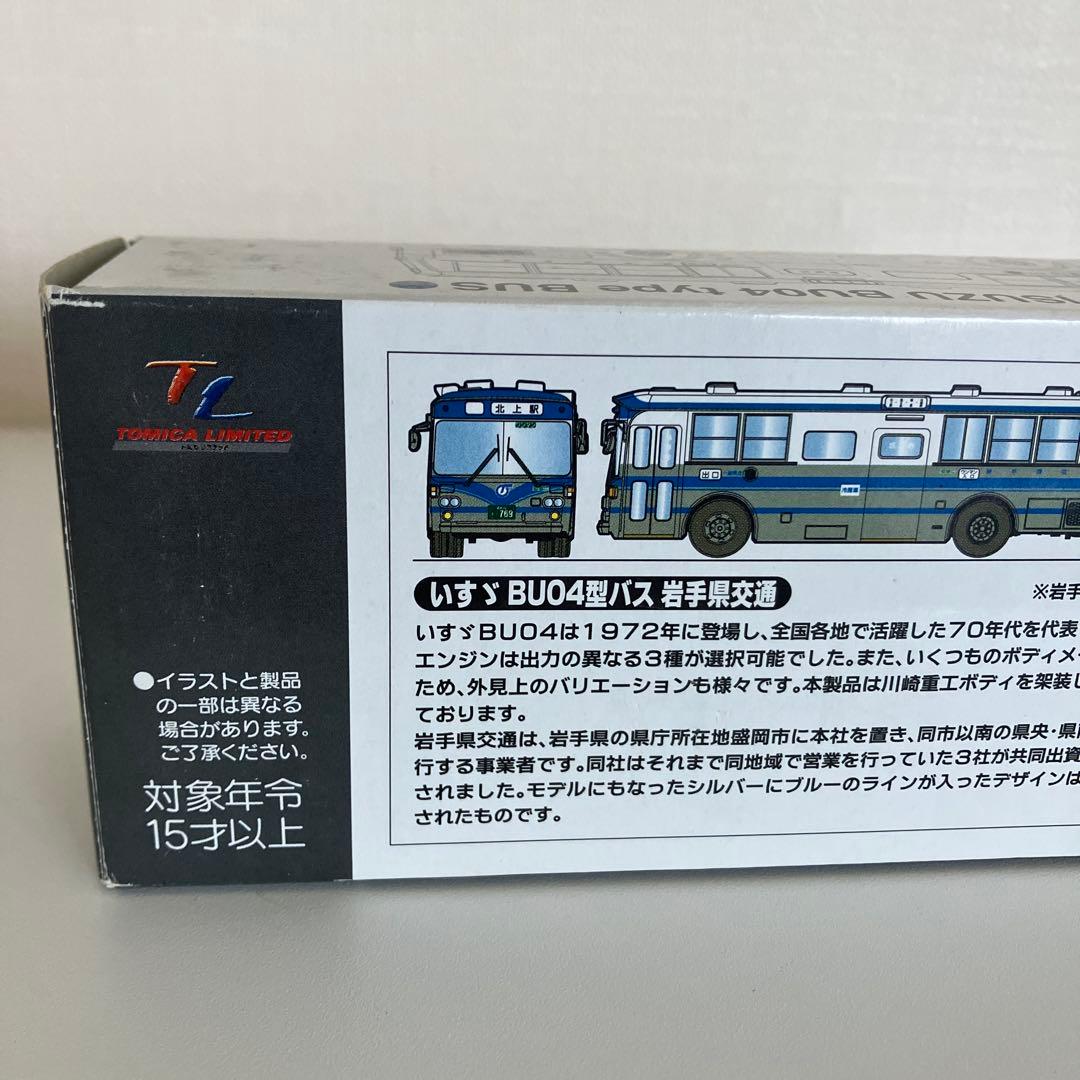 ISUZU BU04 type BUS
TL
TOMICA LIMITED
北上駅
769
出口
冷房車
いすゞ BU04型バス 岩手県交通
※岩手
いすゞBU04は1972年に登場し、全国各地で活躍した70年代を代表
エンジンは出力の異なる3種が選択可能でした。また、いくつものボディメー
ため、外見上のバリエーションも様々です。本製品は川崎重工ボディを架装し
ております。
岩手県交通は、岩手県の県庁所在地盛岡市に本社を置き、同市以南の県央・県南
行する事業者です。同社はそれまで同地域で営業を行っていた3社が共同出資
されました。モデルにもなったシルバーにブルーのラインが入ったデザインは
されたものです。
●イラストと製品
の一部は異なる
場合があります。
ご了承ください。
対象年令
15才以上